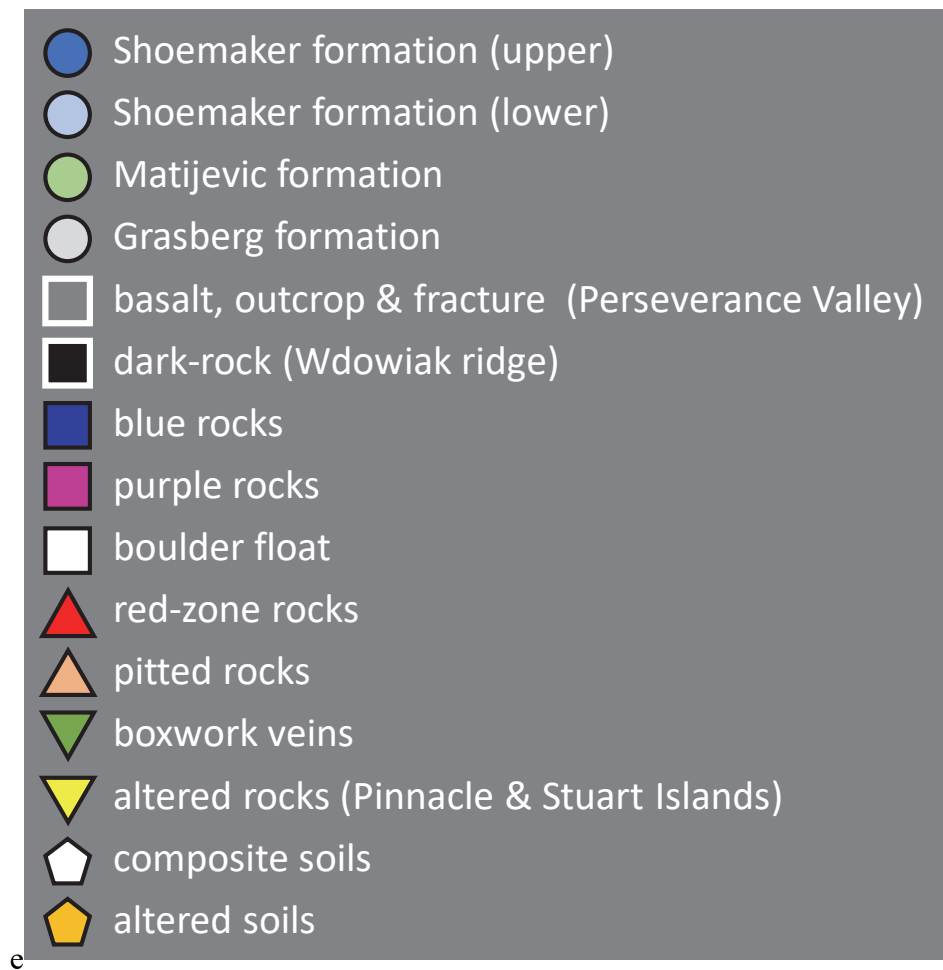 Shoemaker formation (upper)
Shoemaker formation (lower)
Matijevic formation
Grasberg formation
basalt, outcrop & fracture (Perseverance Valley)
dark-rock (Wdowiak ridge)
blue rocks
purple rocks
boulder float
red-zone rocks
pitted rocks
boxwork veins
altered rocks (Pinnacle & Stuart Islands)
composite soils
altered soils
e